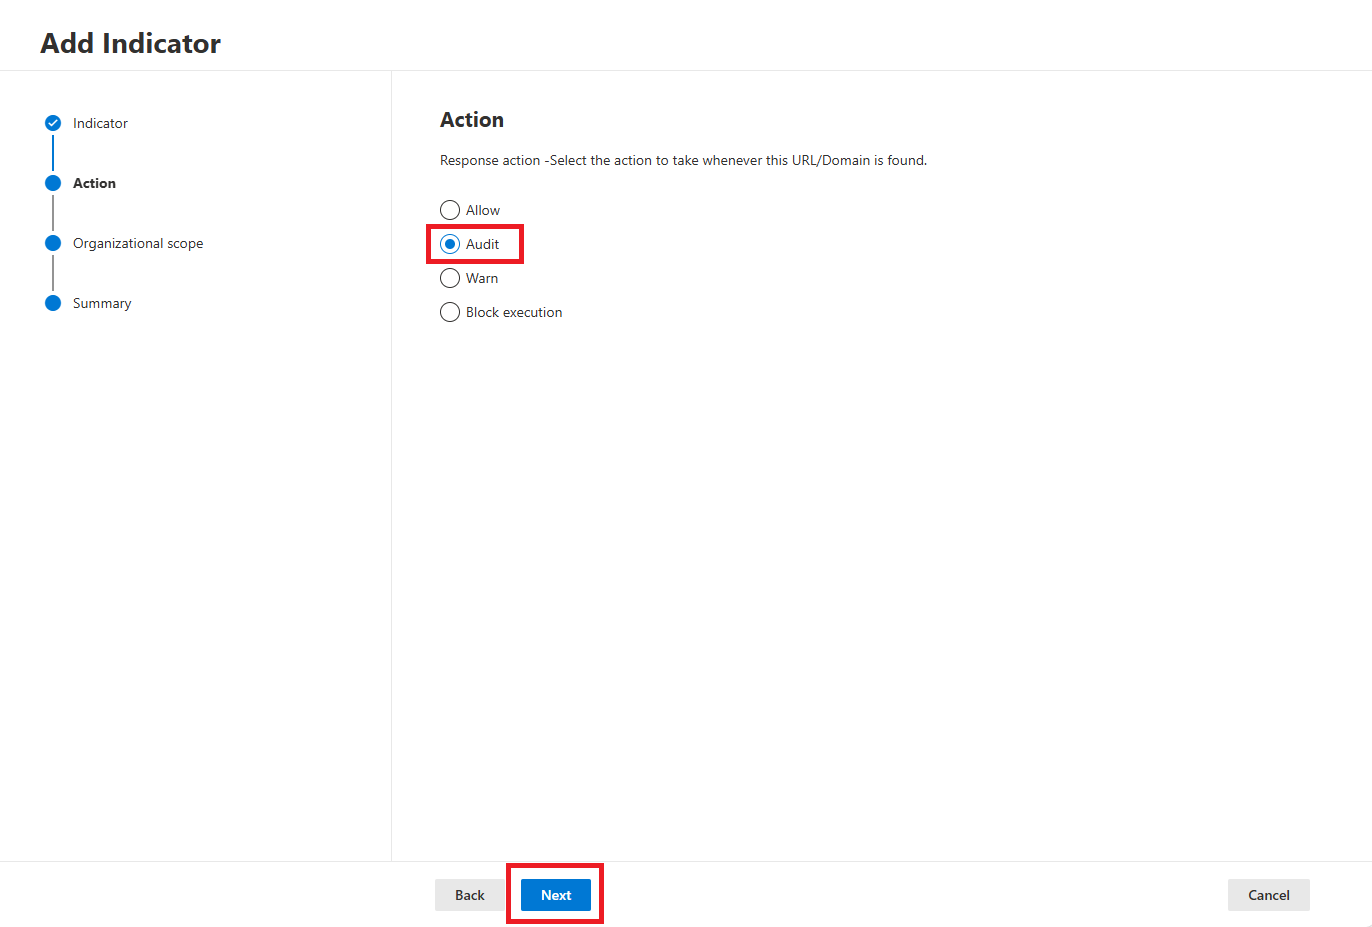 Add Indicator
Indicator
Action
Organizational scope
Summary
Action
Response action -Select the action to take whenever this URL/Domain is found.
Allow
Audit
Warn
Block execution
Back
Next
Cancel